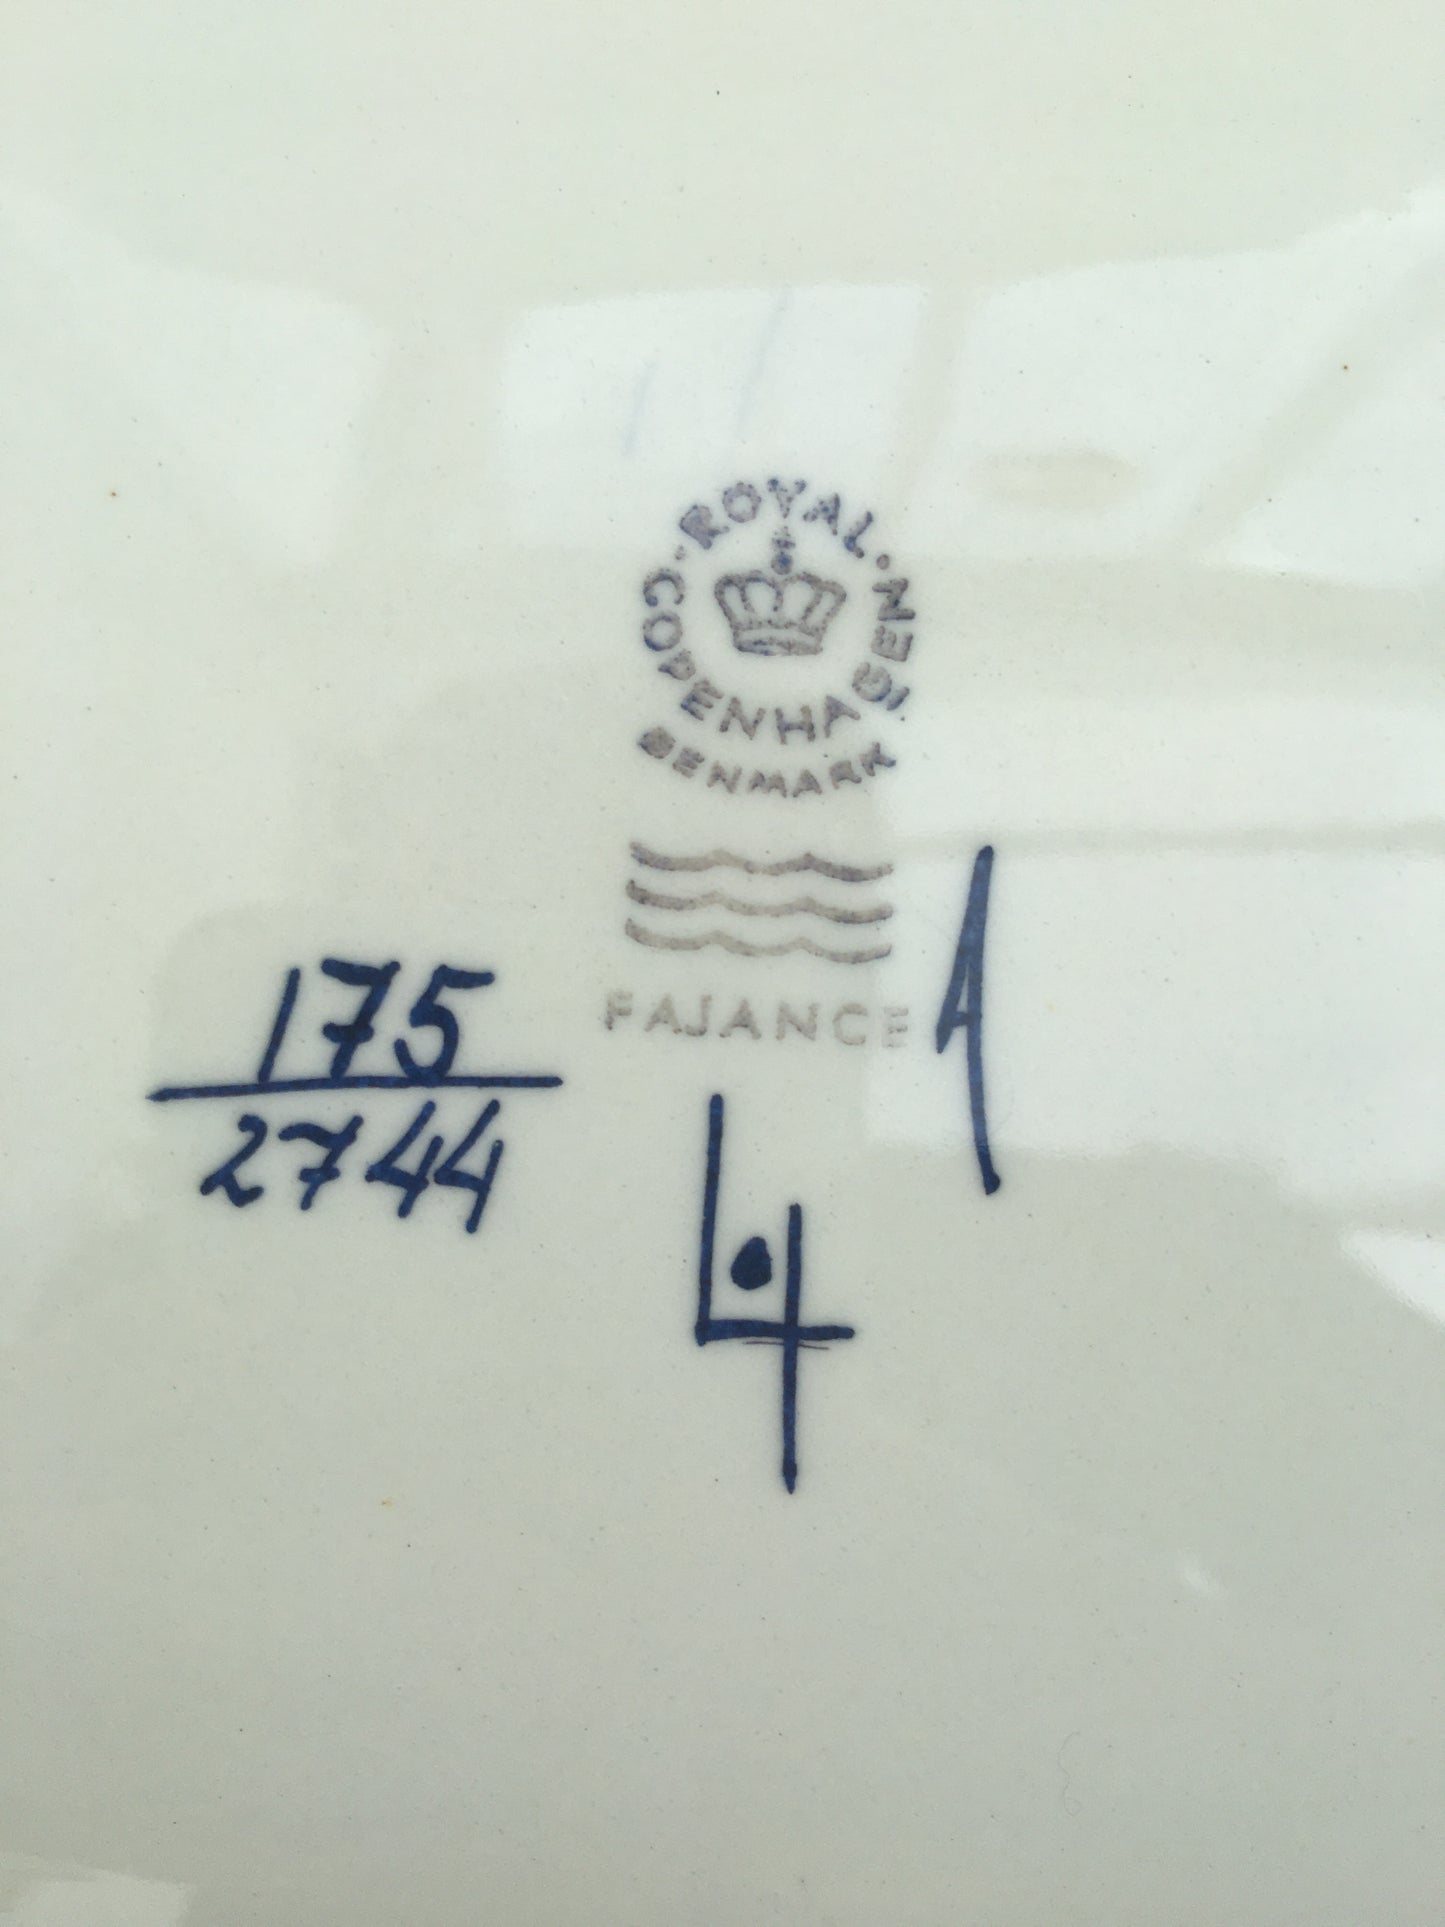 ROYAL
COPENHAGEN
DENMARK
FAJANCE
175
2744